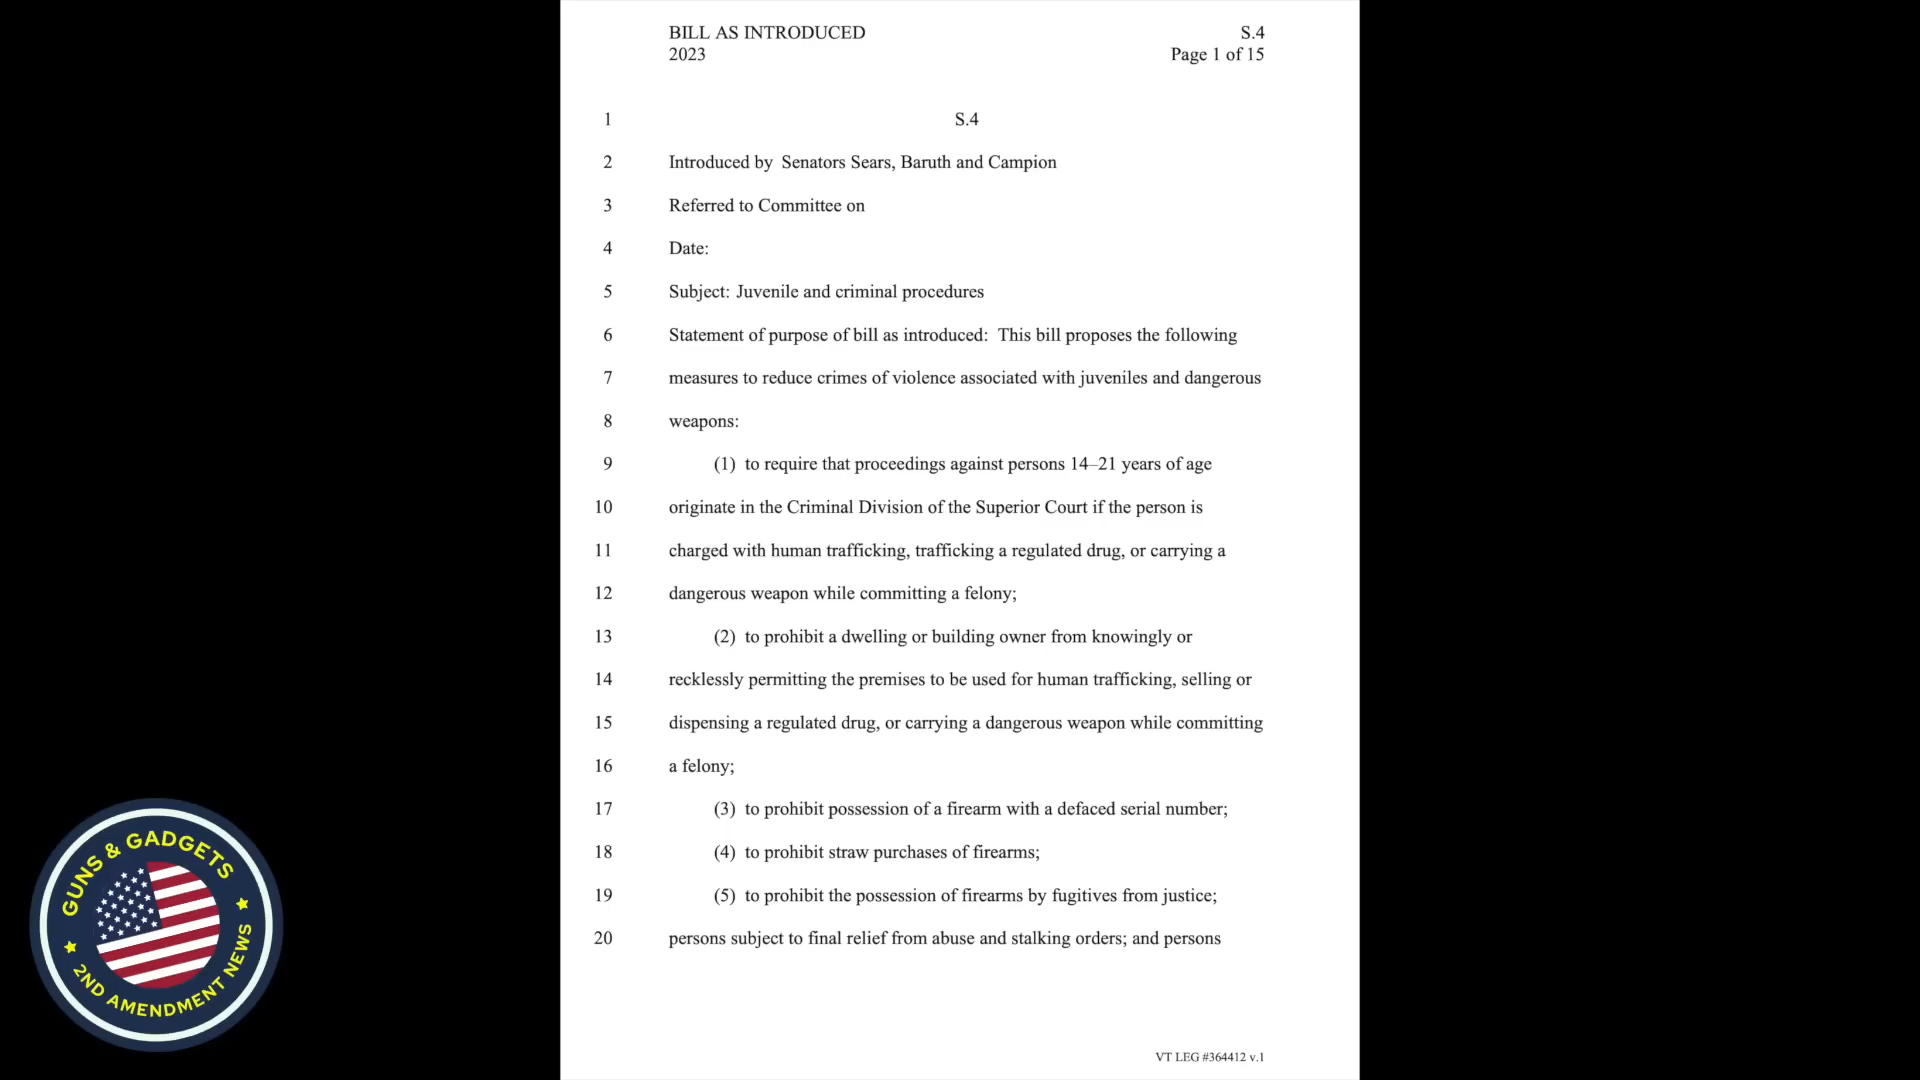 BILL AS INTRODUCED S.4
2023 Page 1 of 15
1 S.4
2 Introduced by Senators Sears, Baruth and Campion
3 Referred to Committee on
4 Date:
5 Subject: Juvenile and criminal procedures
6 Statement of purpose of bill as introduced: This bill proposes the following
7 measures to reduce crimes of violence associated with juveniles and dangerous
8 weapons:
9 (1) to require that proceedings against persons 14–21 years of age
10 originate in the Criminal Division of the Superior Court if the person is
11 charged with human trafficking, trafficking a regulated drug, or carrying a
12 dangerous weapon while committing a felony;
13 (2) to prohibit a dwelling or building owner from knowingly or
14 recklessly permitting the premises to be used for human trafficking, selling or
15 dispensing a regulated drug, or carrying a dangerous weapon while committing
16 a felony;
17 (3) to prohibit possession of a firearm with a defaced serial number;
18 (4) to prohibit straw purchases of firearms;
19 (5) to prohibit the possession of firearms by fugitives from justice;
20 persons subject to final relief from abuse and stalking orders; and persons
VT LEG #364412 v.1
GUNS & GADGETS
2ND AMENDMENT NEWS